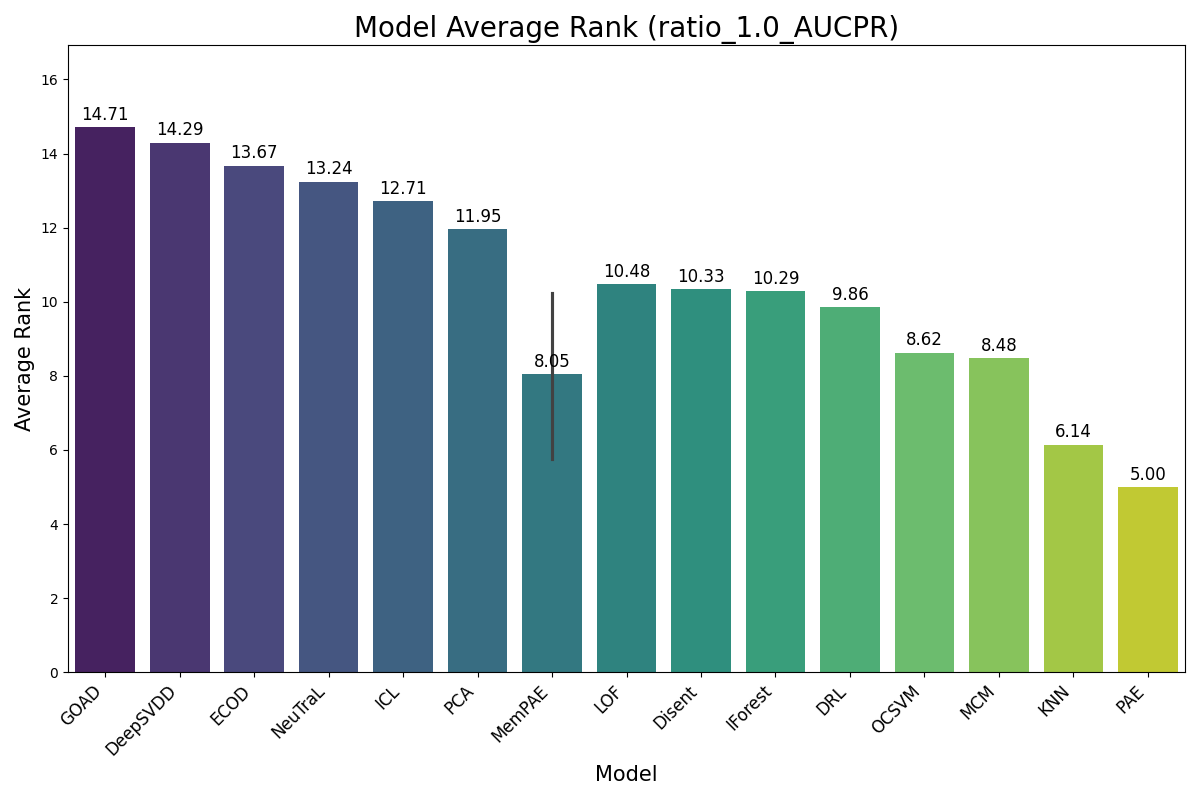 Model Average Rank (ratio_1.0_AUCPR)
16
14
12
10
8
6
4
2
0
Average Rank
14.71
14.29
13.67
13.24
12.71
11.95
8.05
10.48
10.33
10.29
9.86
8.62
8.48
6.14
5.00
GOAD
DeepSVDD
ECOD
NeuTraL
ICL
PCA
MemPAE
LOF
Disent
IForest
DRL
OCSVM
MCM
KNN
PAE
Model